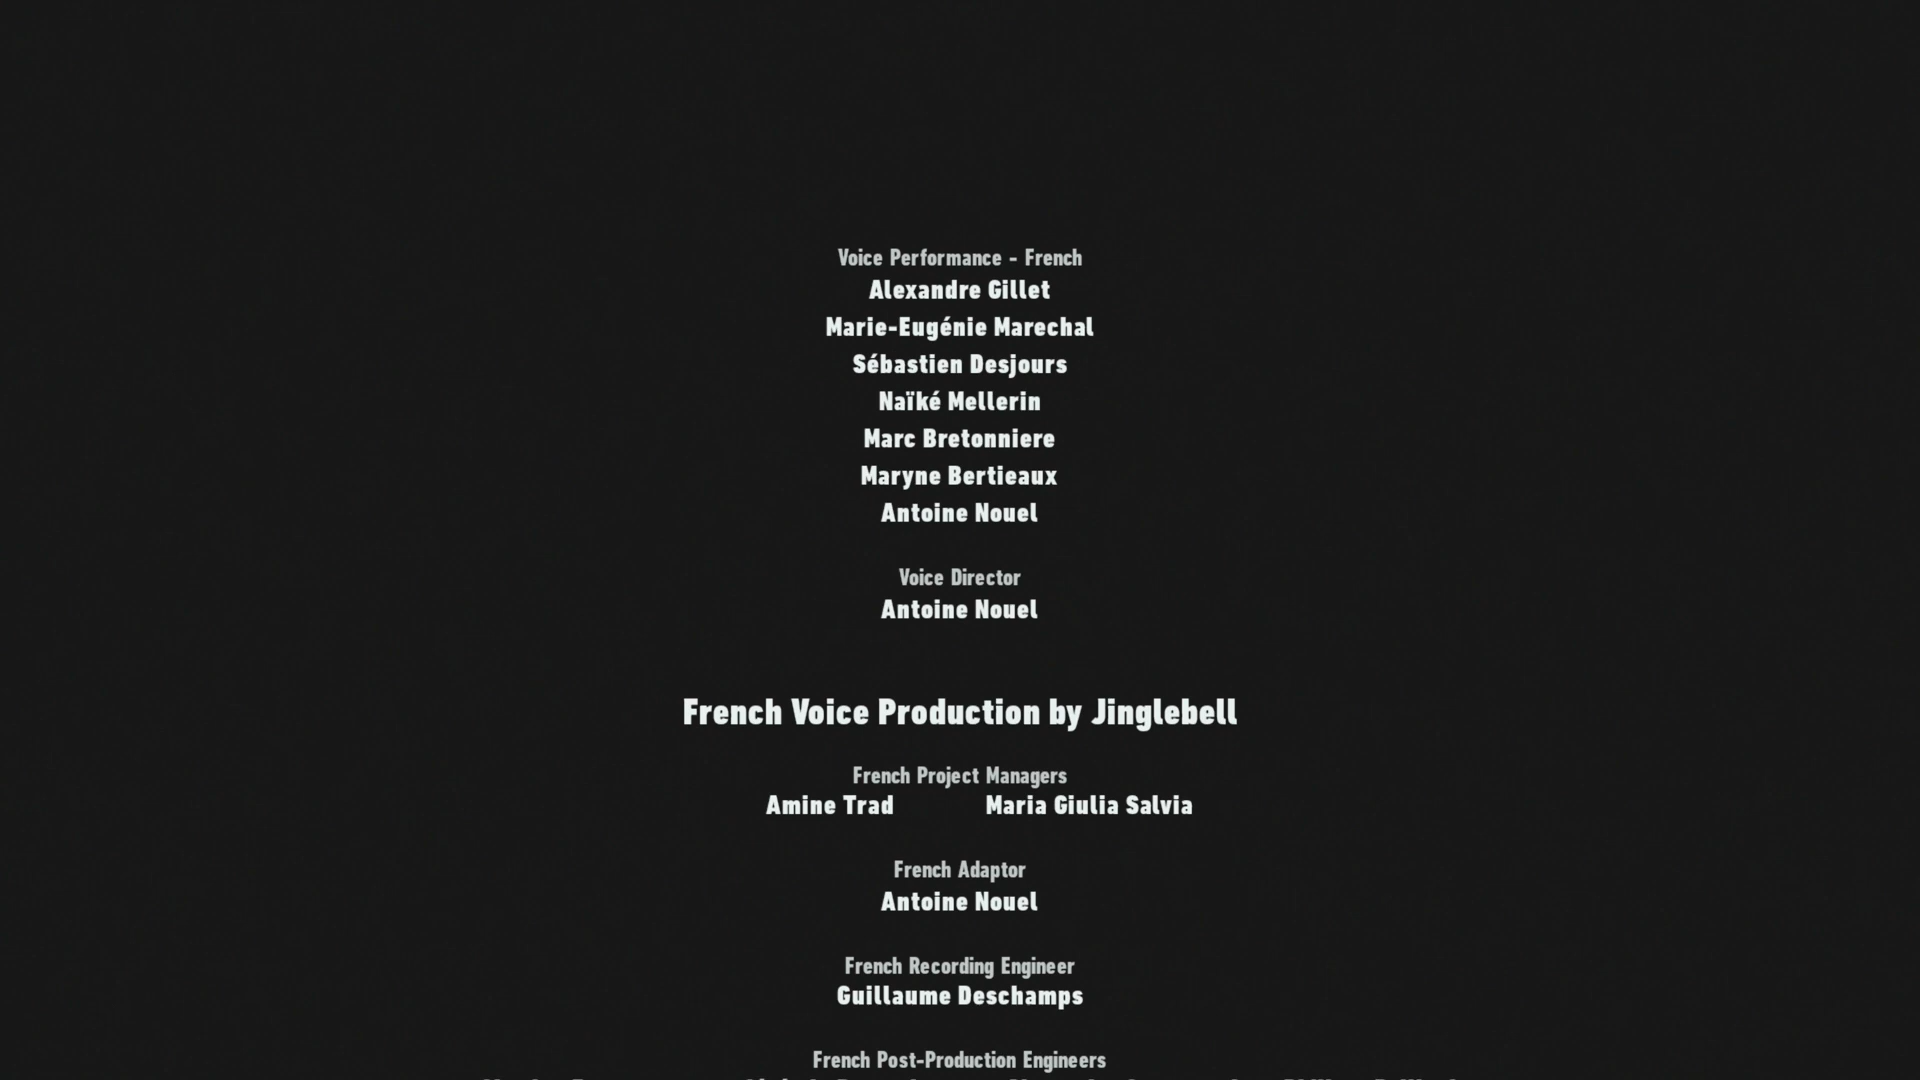 Voice Performance - French
Alexandre Gillet
Marie-Eugénie Marechal
Sébastien Desjours
Naïké Mellerin
Marc Bretonniere
Maryne Bertieaux
Antoine Nouel
Voice Director
Antoine Nouel
French Voice Production by Jinglebell
French Project Managers
Amine Trad Maria Giulia Salvia
French Adaptor
Antoine Nouel
French Recording Engineer
Guillaume Deschamps
French Post-Production Engineers